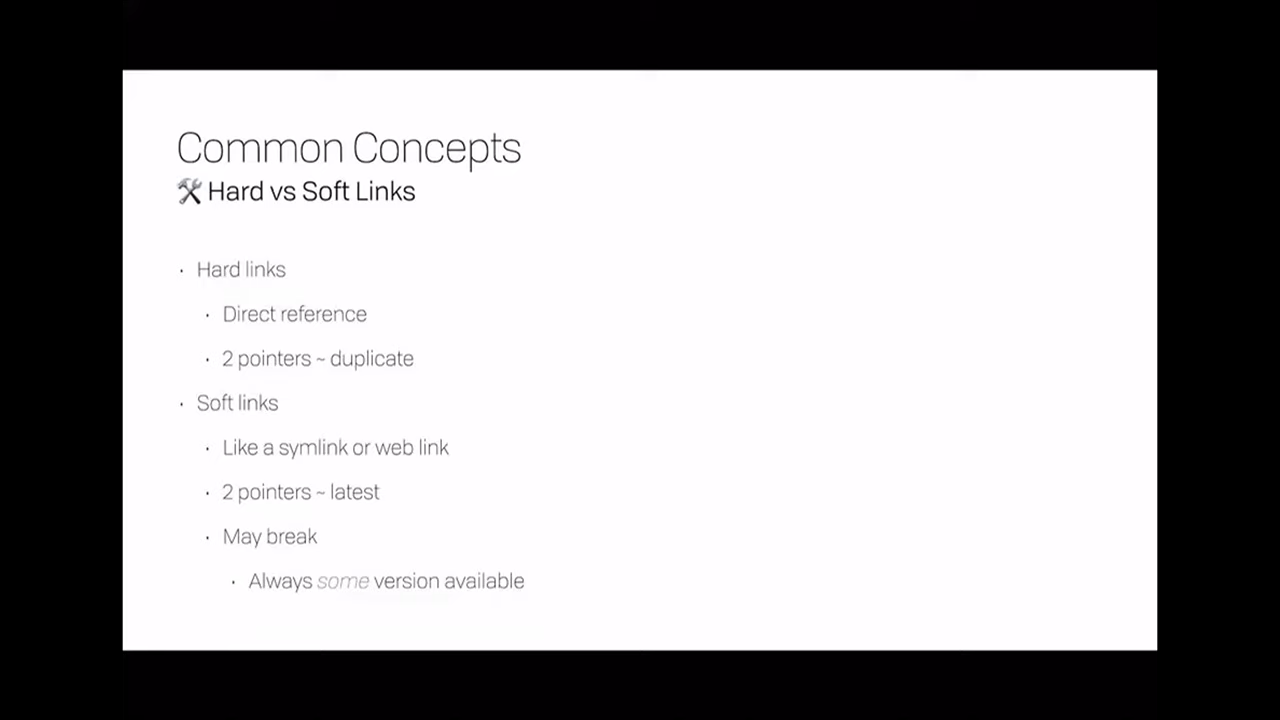 Common Concepts
🛠 Hard vs Soft Links
· Hard links
· Direct reference
· 2 pointers ~ duplicate
· Soft links
· Like a symlink or web link
· 2 pointers ~ latest
· May break
· Always some version available